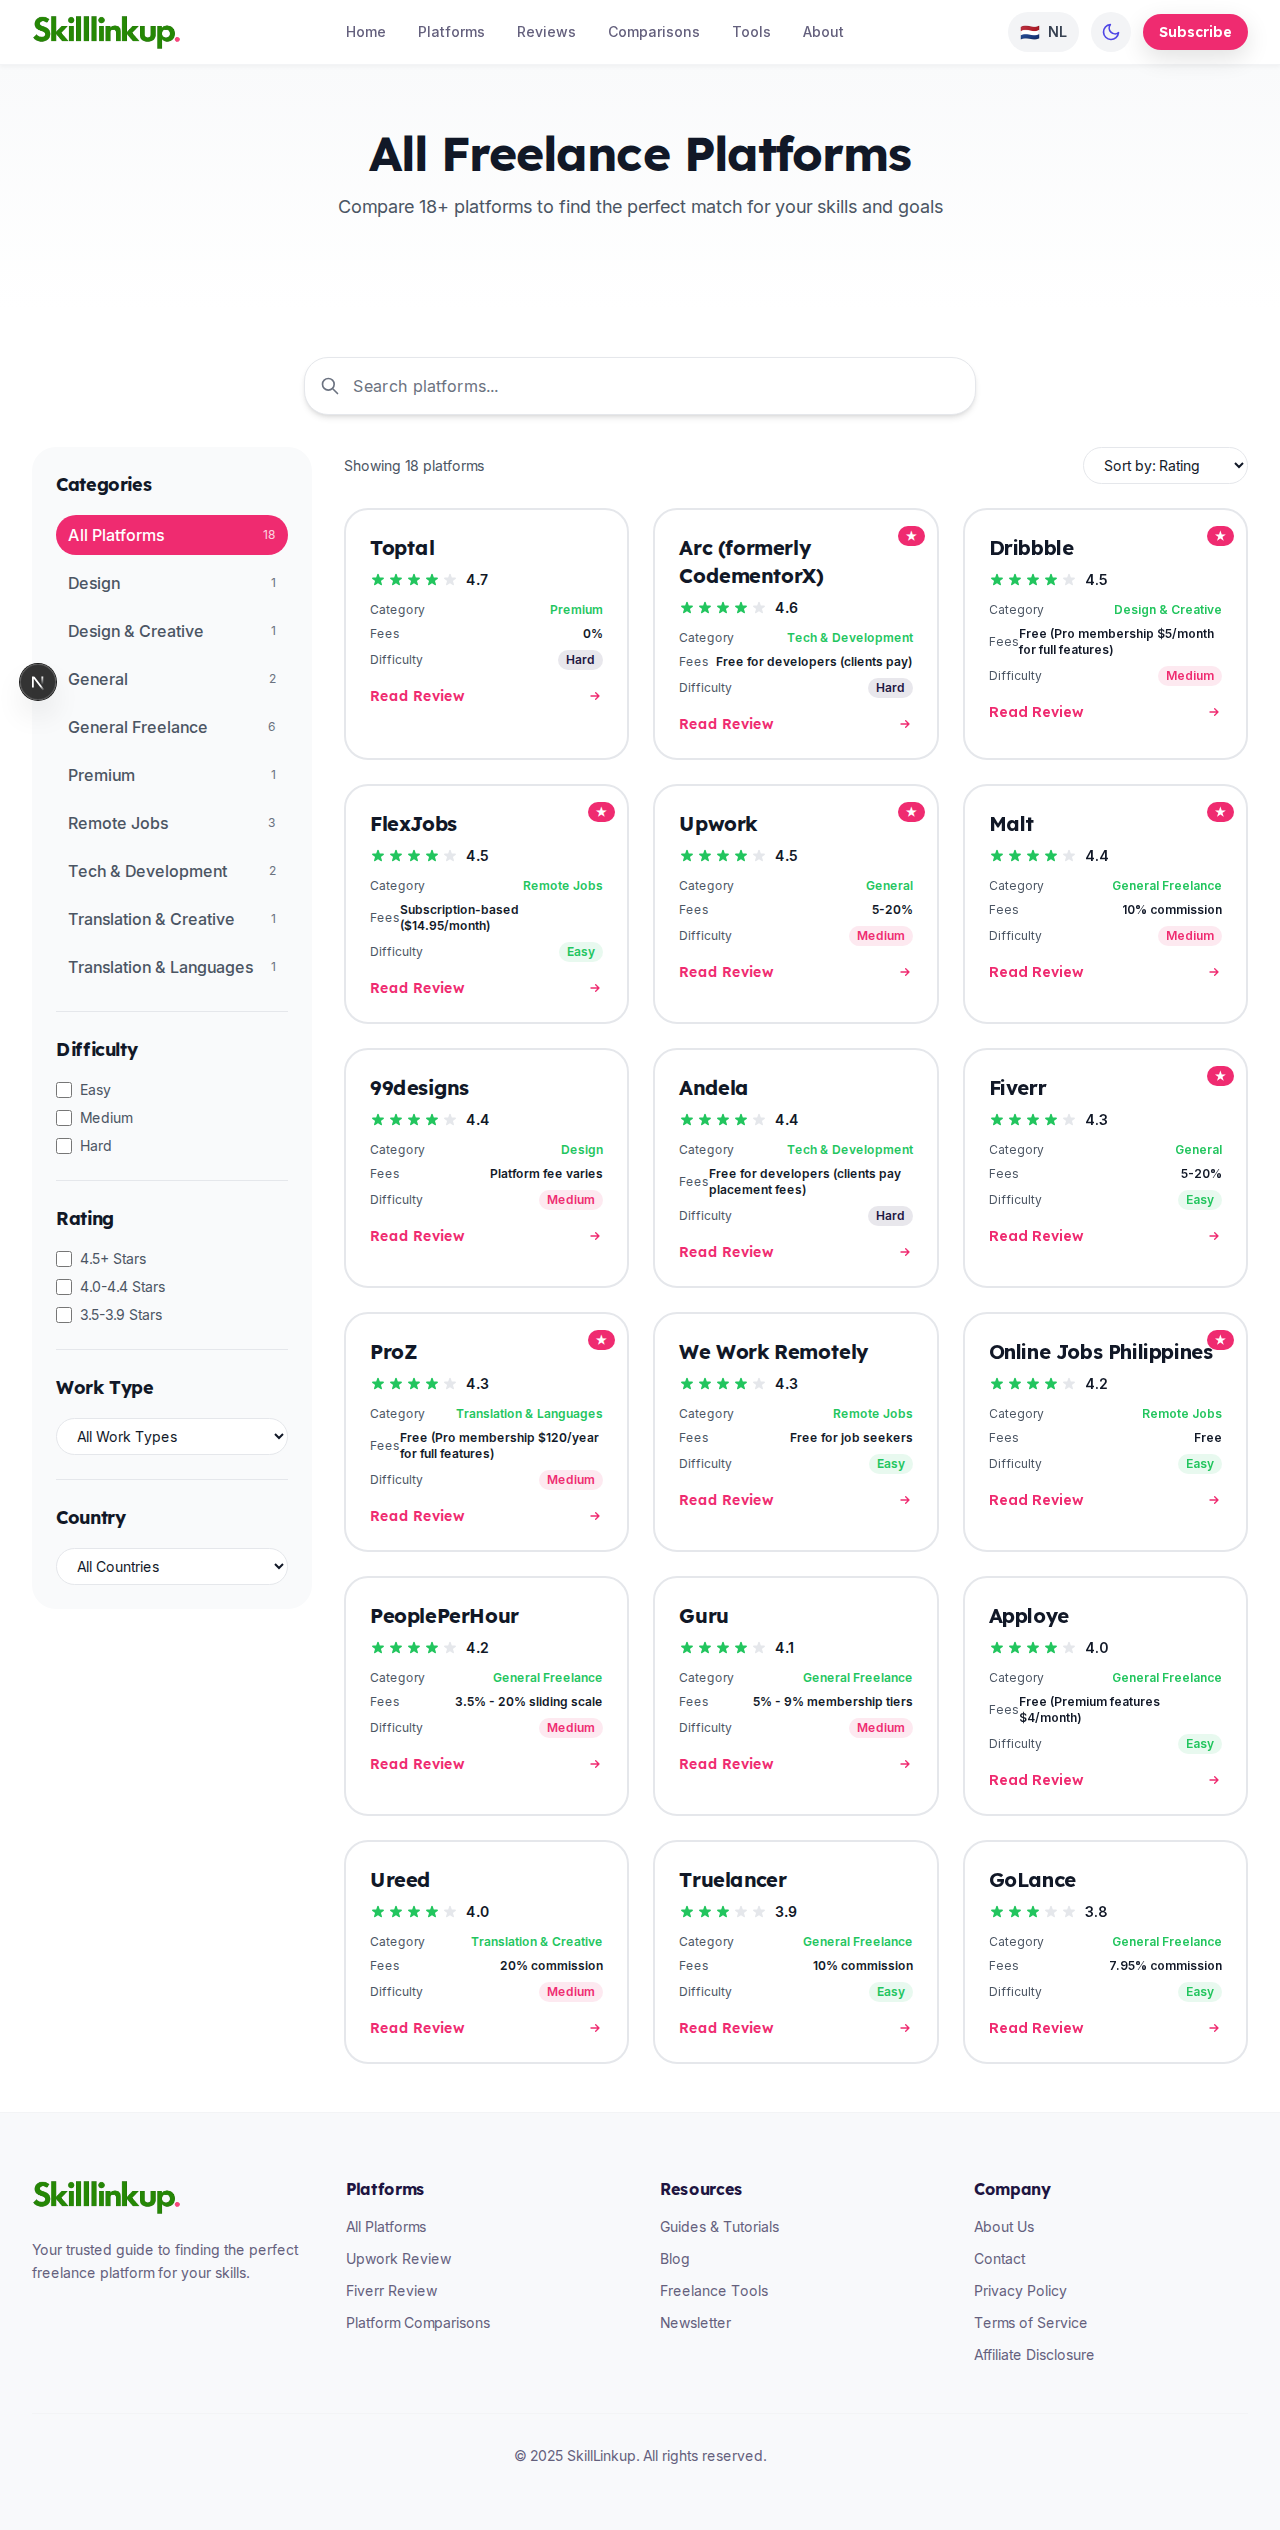 Skilllinkup.
Home
Platforms
Reviews
Comparisons
Tools
About
NL
Subscribe
All Freelance Platforms
Compare 18+ platforms to find the perfect match for your skills and goals
Search platforms...
Categories
All Platforms 18
Design 1
Design & Creative 1
General 2
General Freelance 6
Premium 1
Remote Jobs 3
Tech & Development 2
Translation & Creative 1
Translation & Languages 1
Difficulty
Easy
Medium
Hard
Rating
4.5+ Stars
4.0-4.4 Stars
3.5-3.9 Stars
Work Type
All Work Types
Country
All Countries
N
Showing 18 platforms
Sort by: Rating
Toptal
4.7
Category Premium
Fees 0%
Difficulty Hard
Read Review →
Arc (formerly
CodementorX)
4.6
Category Tech & Development
Fees Free for developers (clients pay)
Difficulty Hard
Read Review →
Dribbble
4.5
Category Design & Creative
Fees Free (Pro membership $5/month
for full features)
Difficulty Medium
Read Review →
FlexJobs
4.5
Category Remote Jobs
Fees Subscription-based
($14.95/month)
Difficulty Easy
Read Review →
Upwork
4.5
Category General
Fees 5-20%
Difficulty Medium
Read Review →
Malt
4.4
Category General Freelance
Fees 10% commission
Difficulty Medium
Read Review →
99designs
4.4
Category Design
Fees Platform fee varies
Difficulty Medium
Read Review →
Andela
4.4
Category Tech & Development
Fees Free for developers (clients pay
placement fees)
Difficulty Hard
Read Review →
Fiverr
4.3
Category General
Fees 5-20%
Difficulty Easy
Read Review →
ProZ
4.3
Category Translation & Languages
Fees Free (Pro membership $120/year
for full features)
Difficulty Medium
Read Review →
We Work Remotely
4.3
Category Remote Jobs
Fees Free for job seekers
Difficulty Easy
Read Review →
Online Jobs Philippines
4.2
Category Remote Jobs
Fees Free
Difficulty Easy
Read Review →
PeoplePerHour
4.2
Category General Freelance
Fees 3.5% - 20% sliding scale
Difficulty Medium
Read Review →
Guru
4.1
Category General Freelance
Fees 5% - 9% membership tiers
Difficulty Medium
Read Review →
Apploye
4.0
Category General Freelance
Fees Free (Premium features
$4/month)
Difficulty Easy
Read Review →
Ureed
4.0
Category Translation & Creative
Fees 20% commission
Difficulty Medium
Read Review →
Truelancer
3.9
Category General Freelance
Fees 10% commission
Difficulty Easy
Read Review →
GoLance
3.8
Category General Freelance
Fees 7.95% commission
Difficulty Easy
Read Review →
Skilllinkup.
Your trusted guide to finding the perfect
freelance platform for your skills.
Platforms
All Platforms
Upwork Review
Fiverr Review
Platform Comparisons
Resources
Guides & Tutorials
Blog
Freelance Tools
Newsletter
Company
About Us
Contact
Privacy Policy
Terms of Service
Affiliate Disclosure
© 2025 SkillLinkup. All rights reserved.